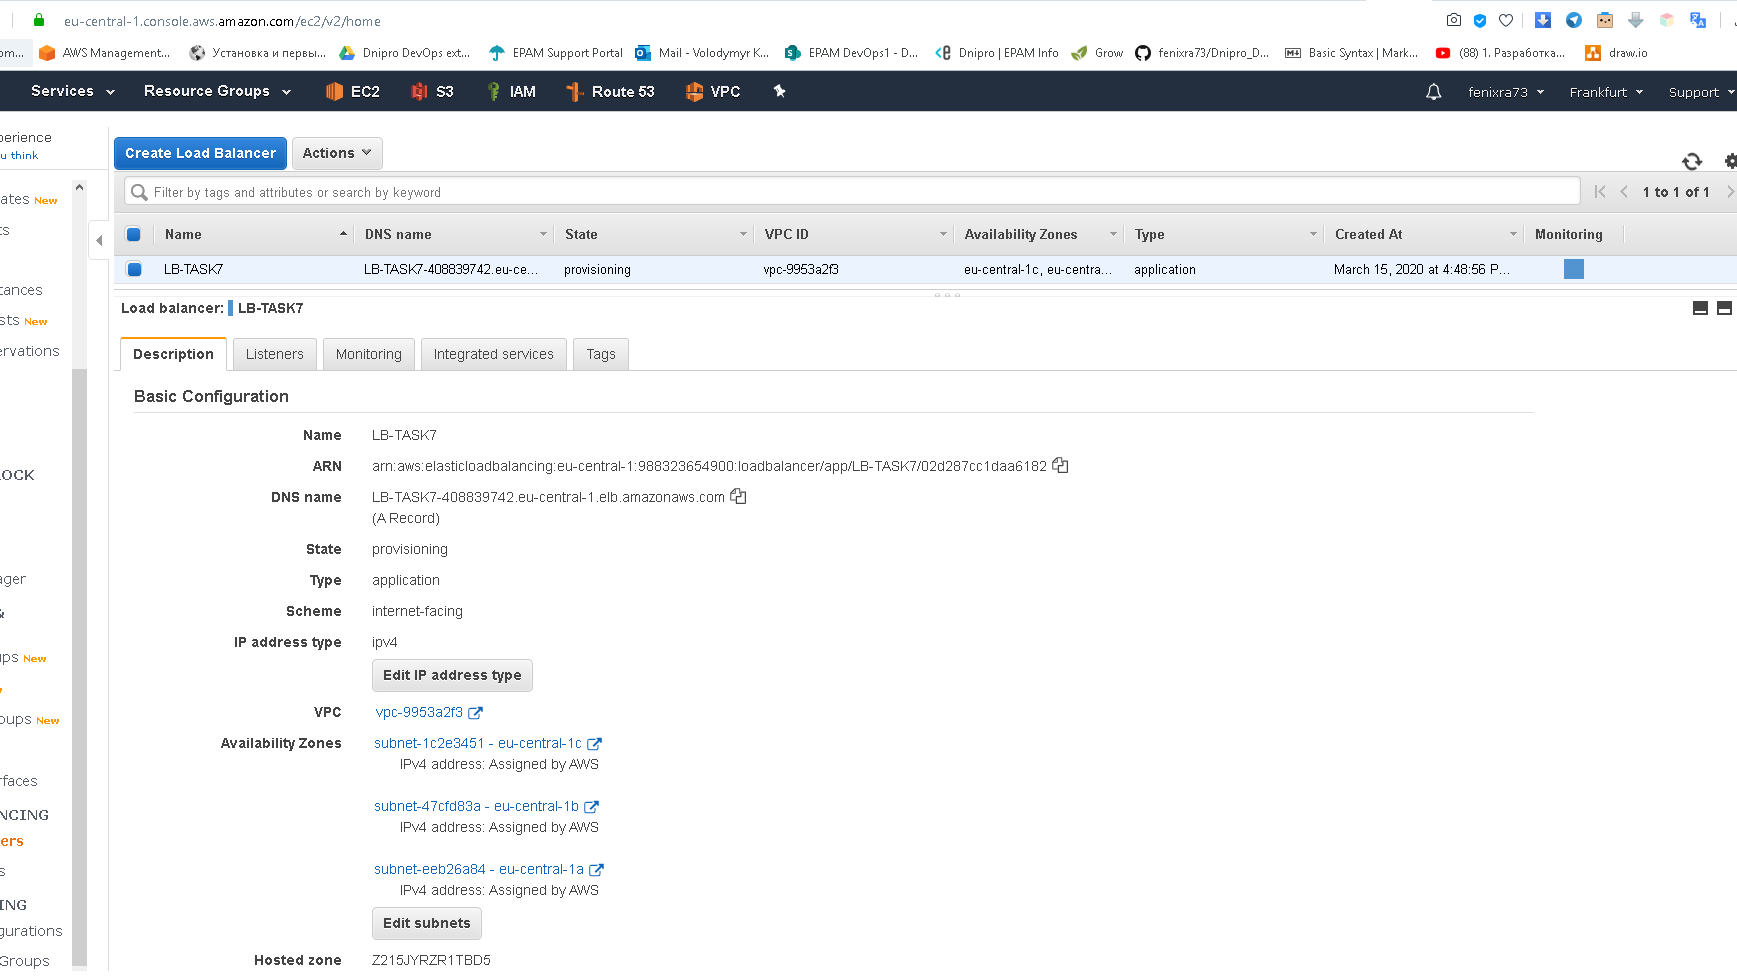 eu-central-1.console.aws.amazon.com/ec2/v2/home
om... AWS Management... Установка и первы... Dnipro DevOps ext... EPAM Support Portal Mail - Volodymyr K... EPAM DevOps1 - D... Dnipro | EPAM Info Grow fenixra73/Dnipro_D... Basic Syntax | Mark... (88) 1. Разработка... draw.io
Services Resource Groups EC2 S3 IAM Route 53 VPC fenixra73 Frankfurt Support
perience
u think
Create Load Balancer Actions
ates New
Filter by tags and attributes or search by keyword 1 to 1 of 1
ts
Name DNS name State VPC ID Availability Zones Type Created At Monitoring
LB-TASK7 LB-TASK7-408839742.eu-ce... provisioning vpc-9953a2f3 eu-central-1c, eu-centra... application March 15, 2020 at 4:48:56 P...
tances
Load balancer: LB-TASK7
sts New
ervations
Description Listeners Monitoring Integrated services Tags
Basic Configuration
Name LB-TASK7
ARN arn:aws:elasticloadbalancing:eu-central-1:988323654900:loadbalancer/app/LB-TASK7/02d287cc1daa6182
LOCK
DNS name LB-TASK7-408839742.eu-central-1.elb.amazonaws.com
(A Record)
State provisioning
ager
Type application
&
Scheme internet-facing
IP address type ipv4
ups New
Edit IP address type
VPC vpc-9953a2f3
oups New
Availability Zones subnet-1c2e3451 - eu-central-1c
IPv4 address: Assigned by AWS
rfaces
subnet-47cfd83a - eu-central-1b
NCING
IPv4 address: Assigned by AWS
ers
subnet-eeb26a84 - eu-central-1a
s
IPv4 address: Assigned by AWS
ING
Edit subnets
gurations
Hosted zone Z215JYRZR1TBD5
Groups